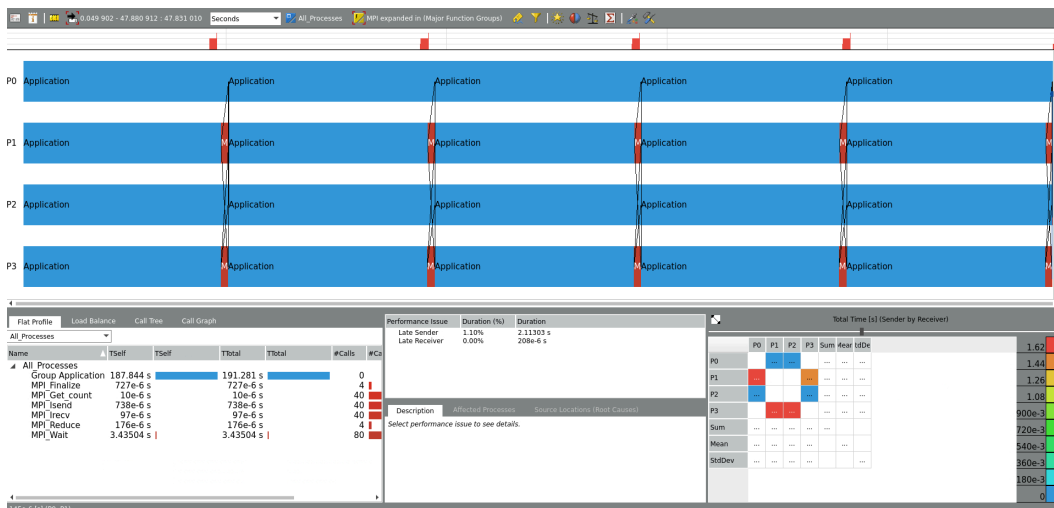 0.049 902 - 47.880 912 : 47.831 010 Seconds All_Processes MPI expanded in (Major Function Groups)
P0 Application Application Application Application Application
P1 Application M Application M Application M Application M Application M
P2 Application Application Application Application Application
P3 Application M Application M Application M Application M Application M
Flat Profile Load Balance Call Tree Call Graph
All_Processes
Name TSelf TSelf TTotal TTotal #Calls #Ca
All_Processes
Group Application 187.844 s 191.281 s 0
MPI_Finalize 727e-6 s 727e-6 s 4
MPI_Get_count 10e-6 s 10e-6 s 40
MPI_Isend 738e-6 s 738e-6 s 40
MPI_Irecv 97e-6 s 97e-6 s 40
MPI_Reduce 176e-6 s 176e-6 s 4
MPI_Wait 3.43504 s 3.43504 s 80
Performance Issue Duration (%) Duration
Late Sender 1.10% 2.11303 s
Late Receiver 0.00% 208e-6 s
Description Affected Processes Source Locations (Root Causes)
Select performance issue to see details.
Total Time [s] (Sender by Receiver)
P0 P1 P2 P3 Sum Mear tdDe
P0 ... ... ... ...
P1 ... ... ... ...
P2 ... ... ... ...
P3 ... ... ... ...
Sum ... ... ... ... ...
Mean ... ... ... ... ...
StdDev ... ... ... ... ...
1.62
1.44
1.26
1.08
900e-3
720e-3
540e-3
360e-3
180e-3
0